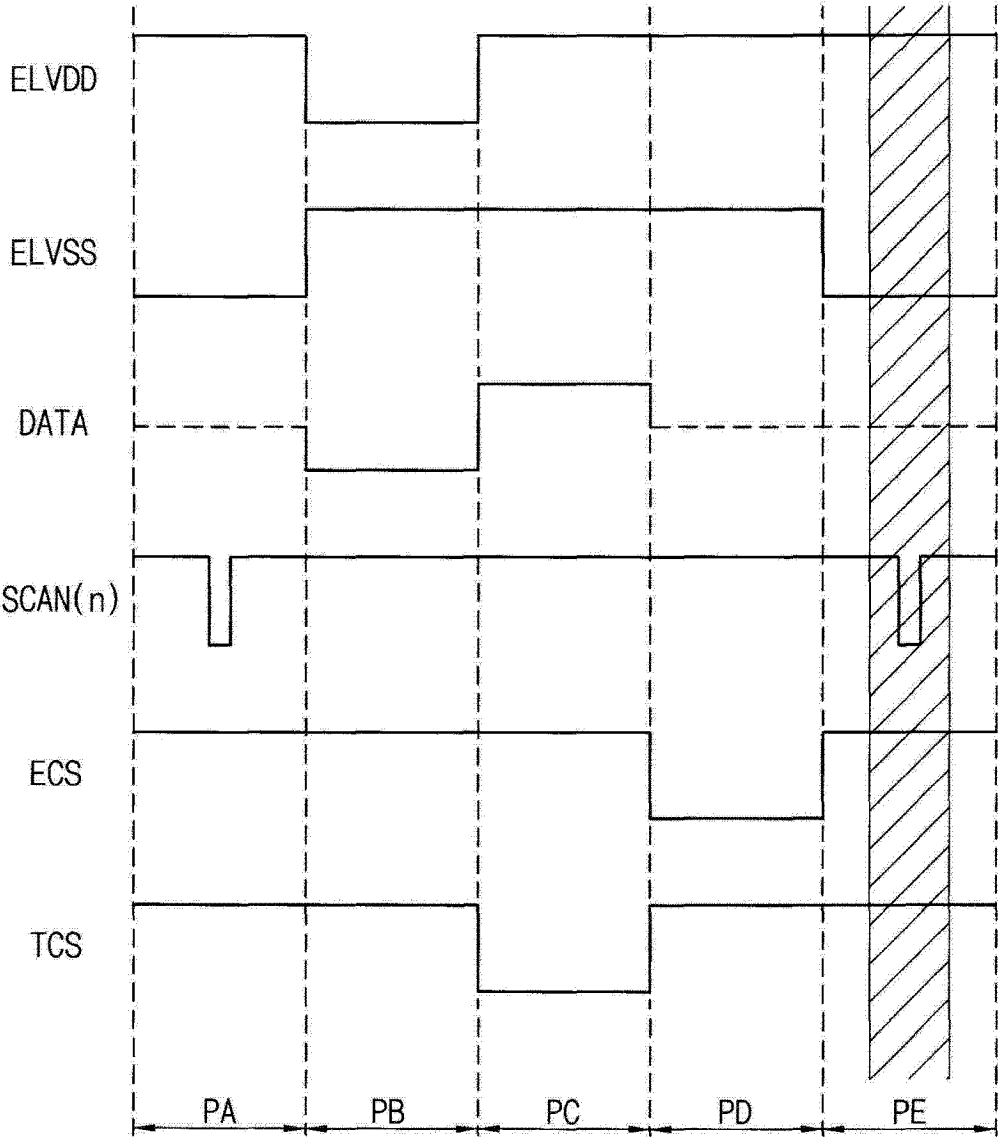 ELVDD
ELVSS
DATA
SCAN(n)
ECS
TCS
PA PB PC PD PE